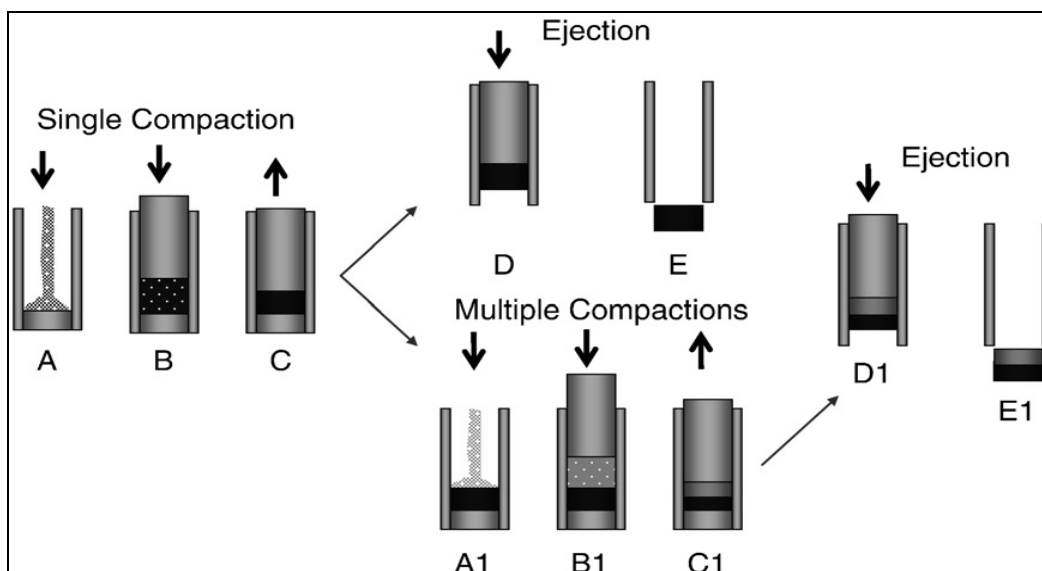 Single Compaction
A
B
C
Ejection
D
E
Multiple Compactions
A1
B1
C1
Ejection
D1
E1